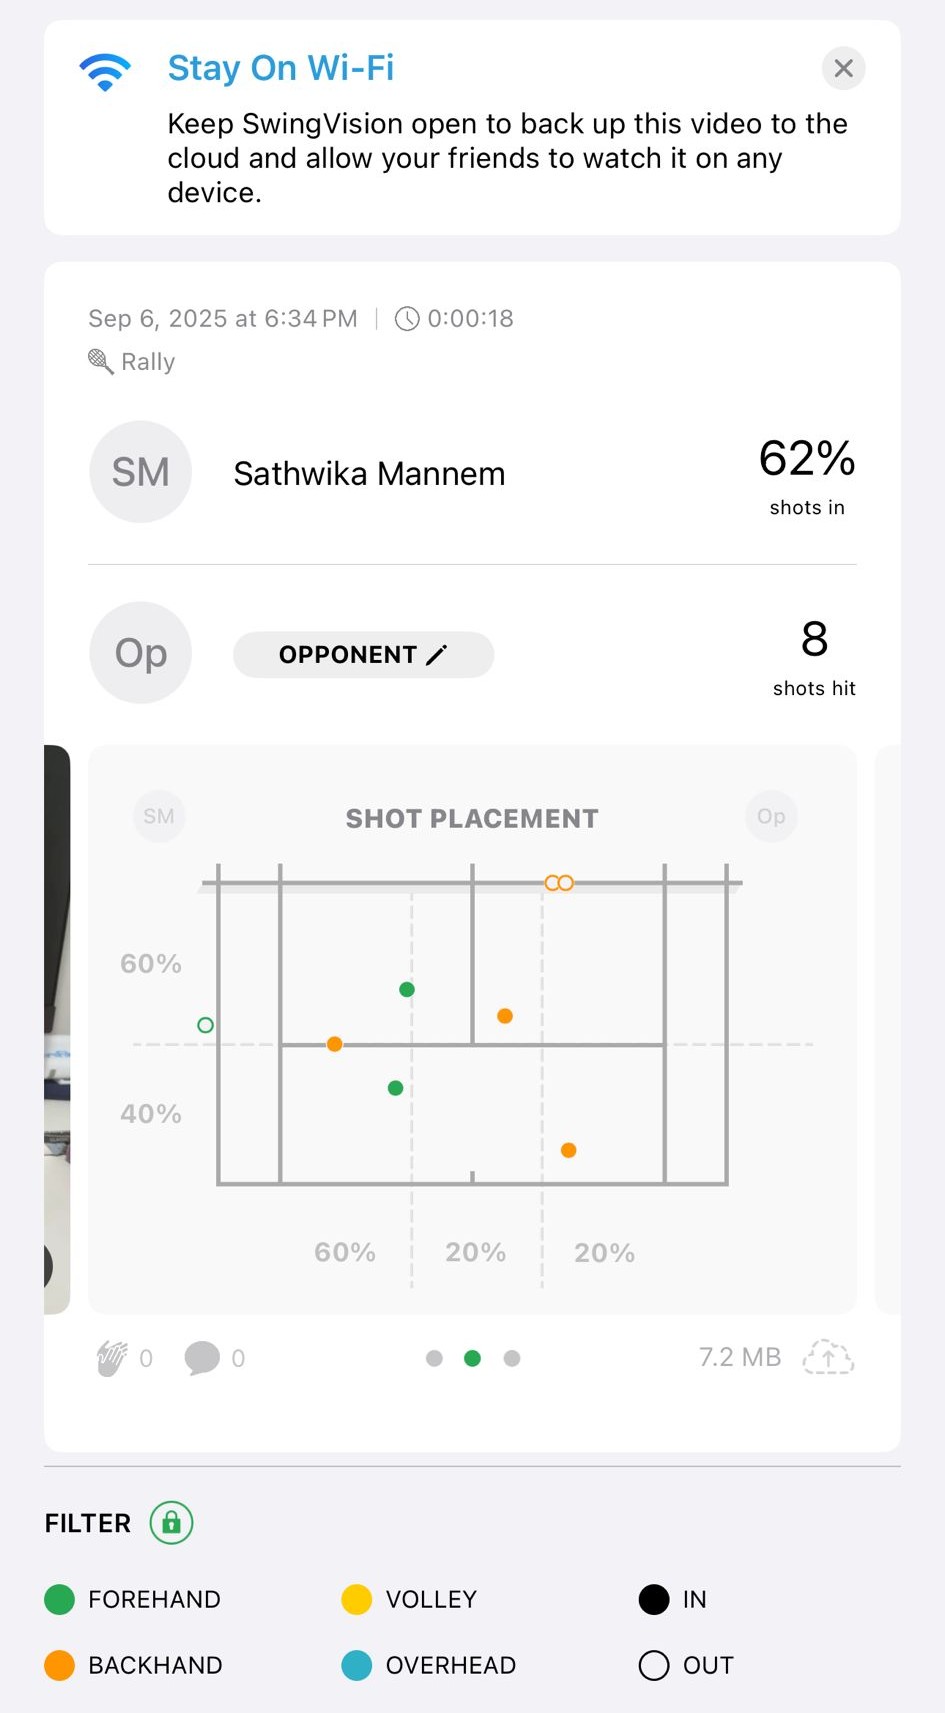 Stay On Wi-Fi
Keep SwingVision open to back up this video to the
cloud and allow your friends to watch it on any
device.
Sep 6, 2025 at 6:34 PM | 0:00:18
Rally
SM
Sathwika Mannem
62%
shots in
Op
OPPONENT
8
shots hit
SM
SHOT PLACEMENT
Op
60%
40%
60%
20%
20%
0
0
7.2 MB
FILTER
FOREHAND
VOLLEY
IN
BACKHAND
OVERHEAD
OUT